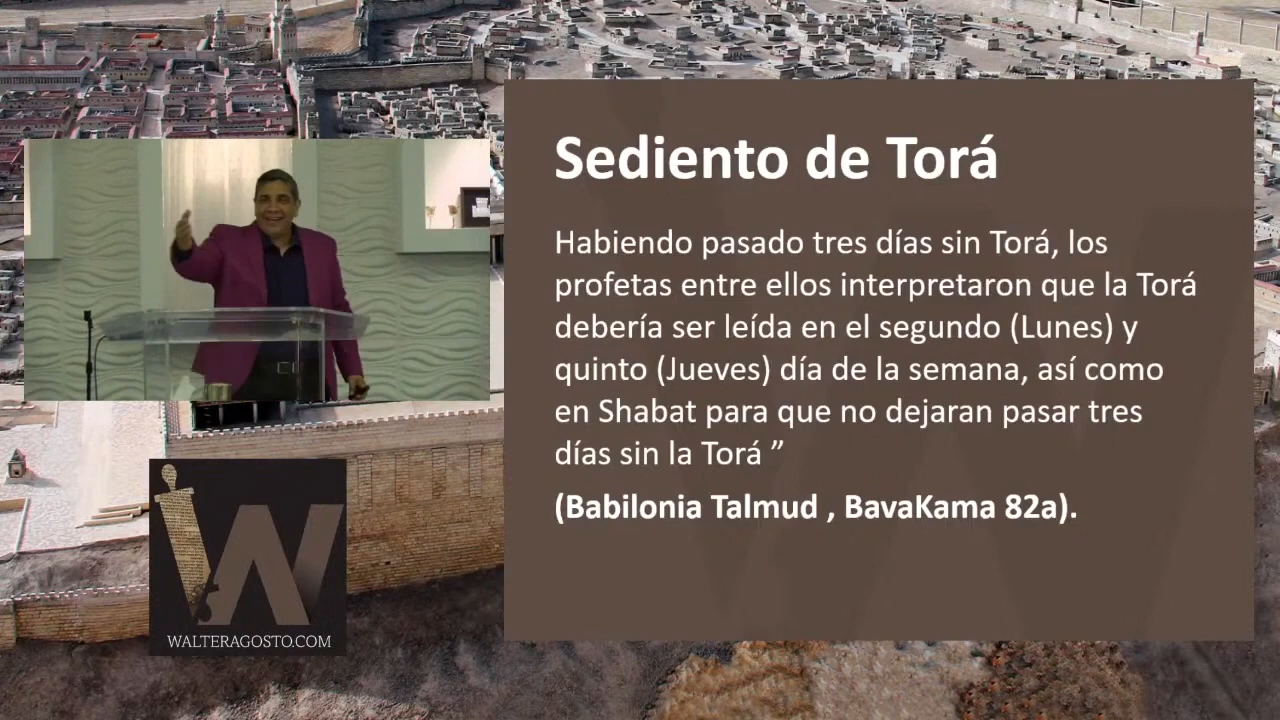 Sediento de Torá
Habiendo pasado tres días sin Torá, los
profetas entre ellos interpretaron que la Torá
debería ser leída en el segundo (Lunes) y
quinto (Jueves) día de la semana, así como
en Shabat para que no dejaran pasar tres
días sin la Torá ”
(Babilonia Talmud , BavaKama 82a).
W
WALTERAGOSTO.COM